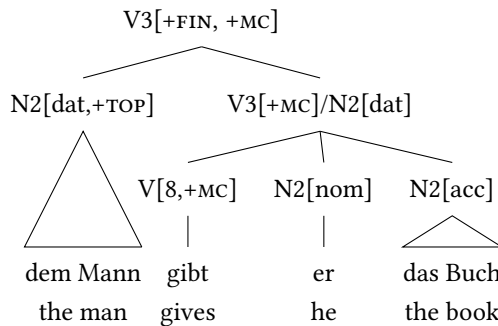 V3[+FIN, +MC]
N2[dat,+TOP] V3[+MC]/N2[dat]
V[8,+MC] N2[nom] N2[acc]
dem Mann gibt er das Buch
the man gives he the book